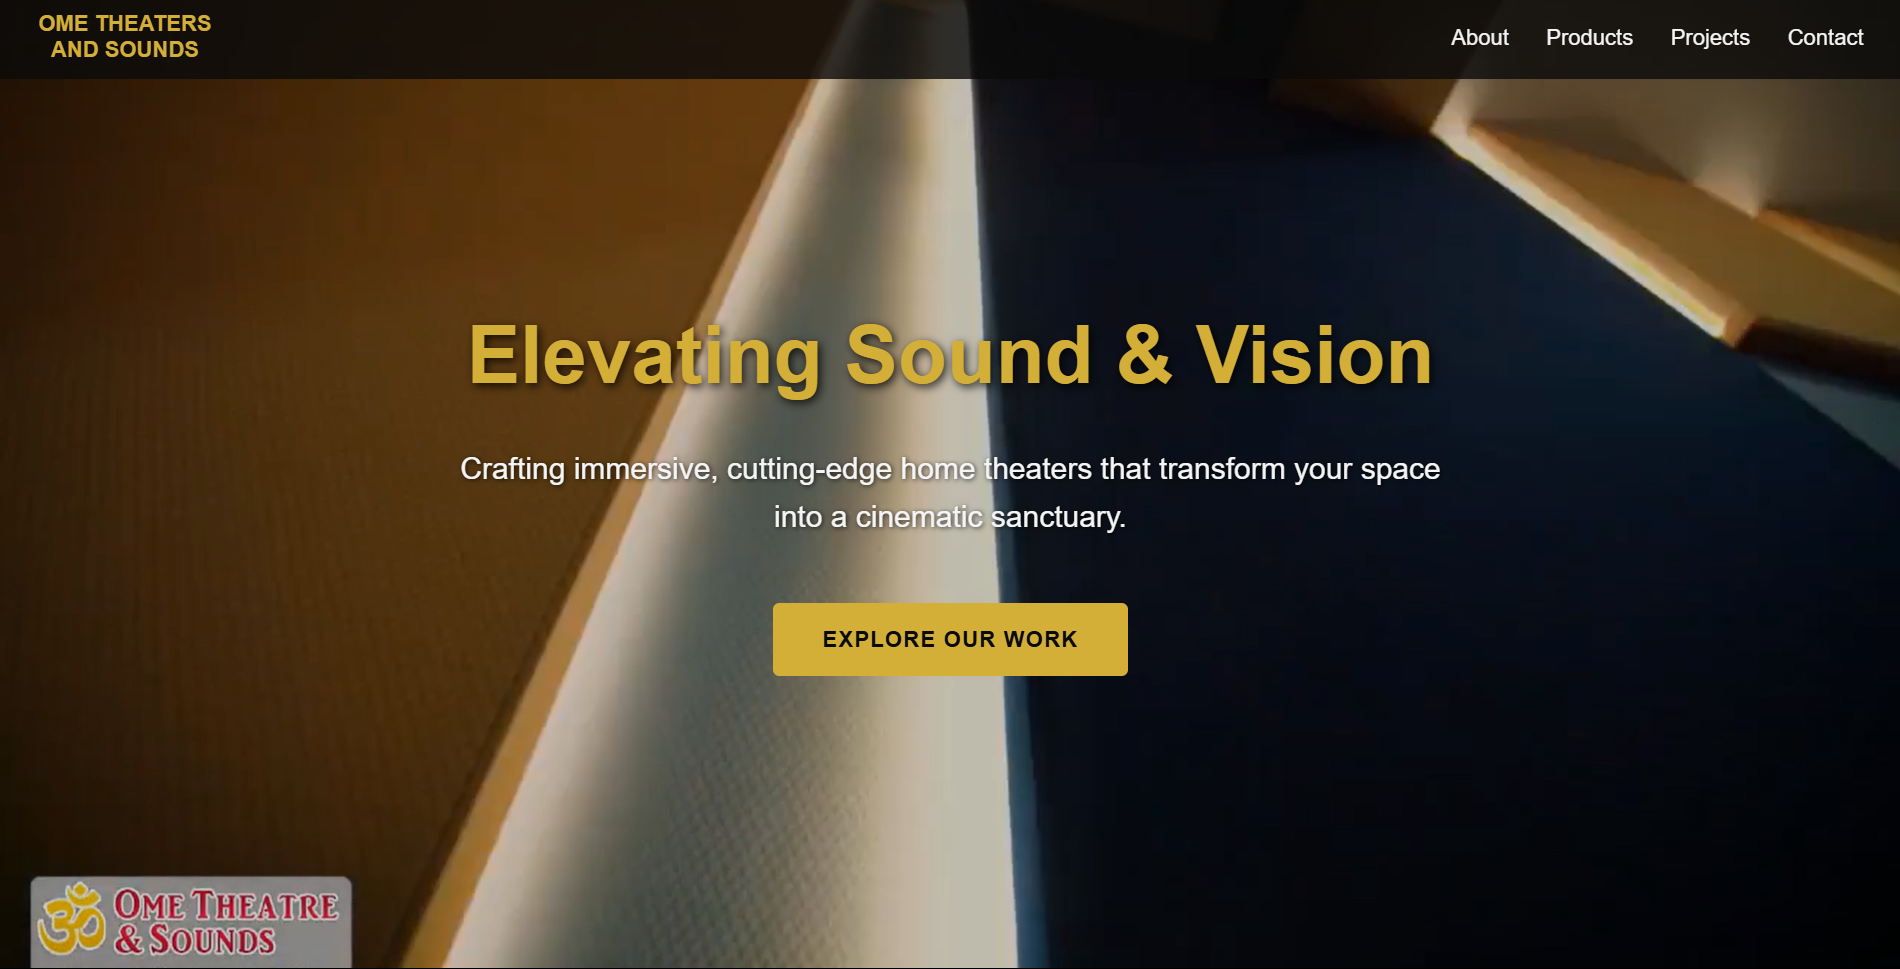 OME THEATERS
AND SOUNDS
About Products Projects Contact
Elevating Sound & Vision
Crafting immersive, cutting-edge home theaters that transform your space
into a cinematic sanctuary.
EXPLORE OUR WORK
ॐ OME THEATRE
& SOUNDS